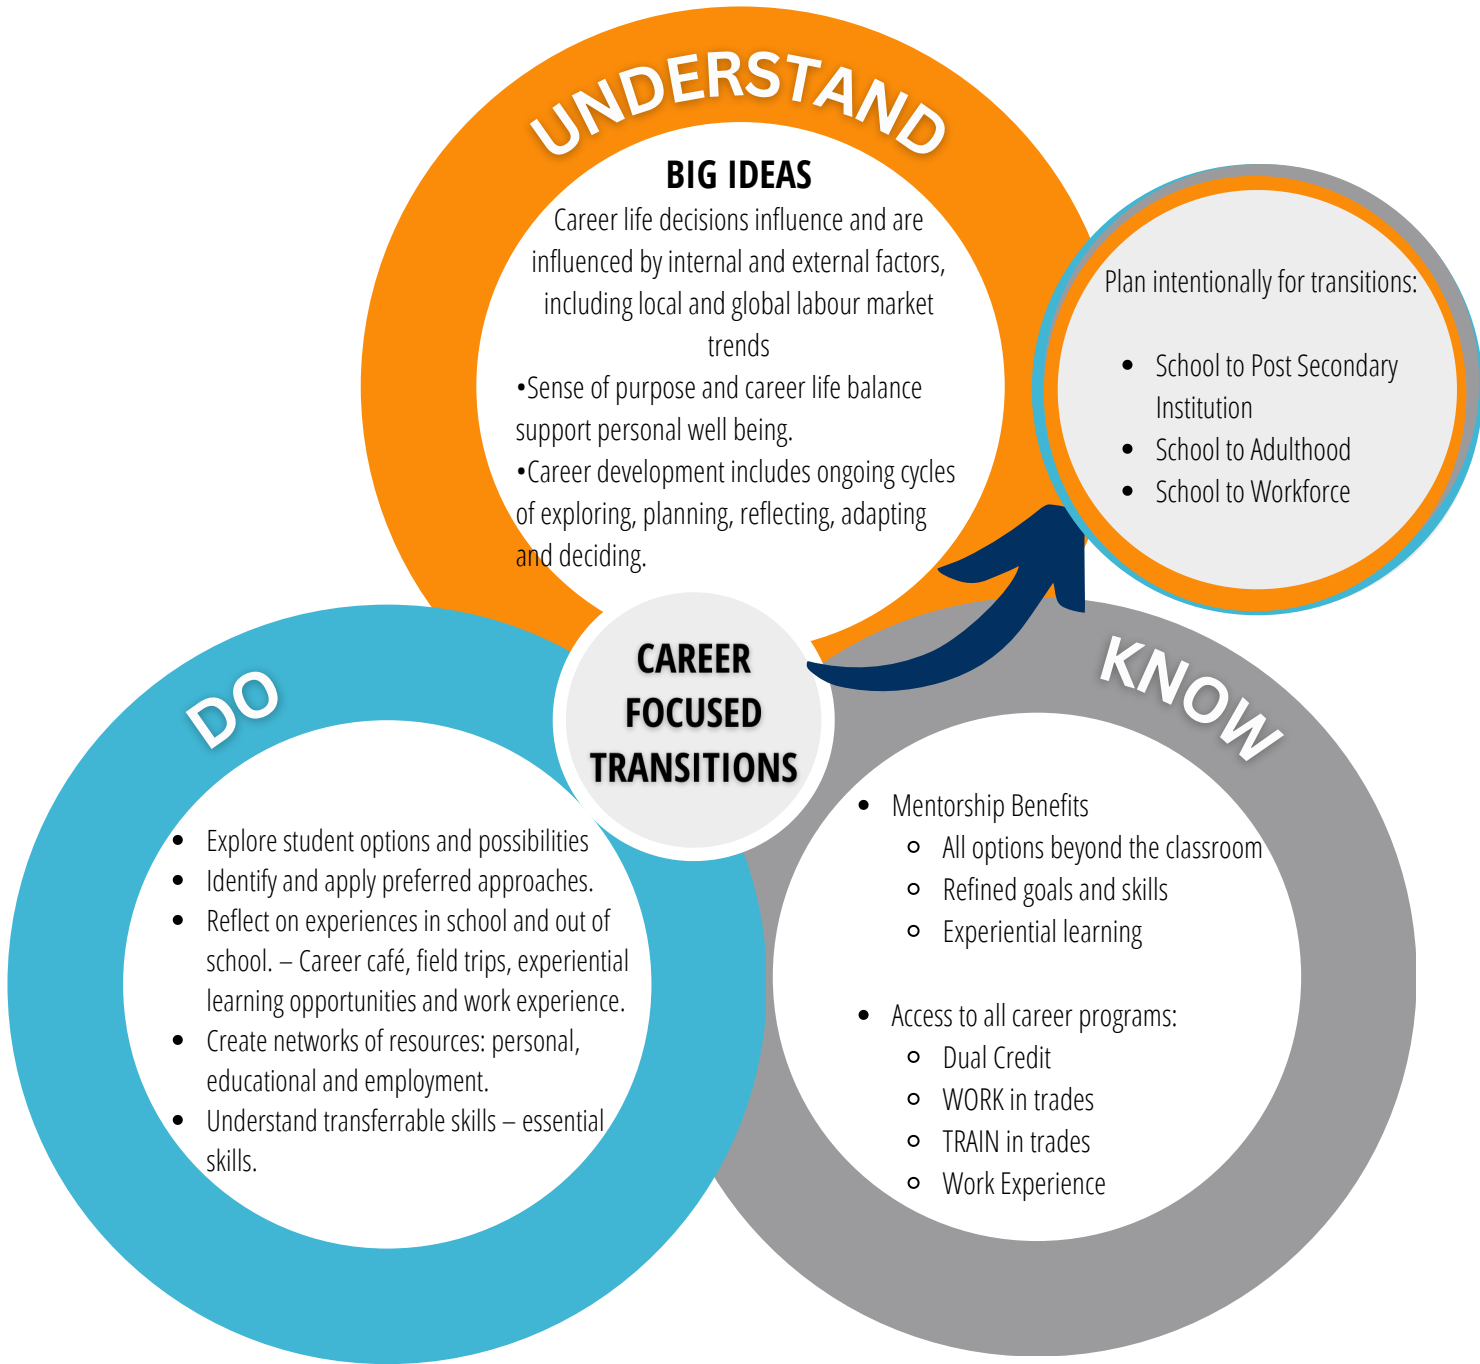 UNDERSTAND
BIG IDEAS
Career life decisions influence and are
influenced by internal and external factors,
including local and global labour market
trends
•Sense of purpose and career life balance
support personal well being.
•Career development includes ongoing cycles
of exploring, planning, reflecting, adapting
and deciding.
Plan intentionally for transitions:
• School to Post Secondary
Institution
• School to Adulthood
• School to Workforce
CAREER
FOCUSED
TRANSITIONS
DO
• Explore student options and possibilities
• Identify and apply preferred approaches.
• Reflect on experiences in school and out of
school. – Career café, field trips, experiential
learning opportunities and work experience.
• Create networks of resources: personal,
educational and employment.
• Understand transferrable skills – essential
skills.
KNOW
• Mentorship Benefits
◦ All options beyond the classroom
◦ Refined goals and skills
◦ Experiential learning
• Access to all career programs:
◦ Dual Credit
◦ WORK in trades
◦ TRAIN in trades
◦ Work Experience